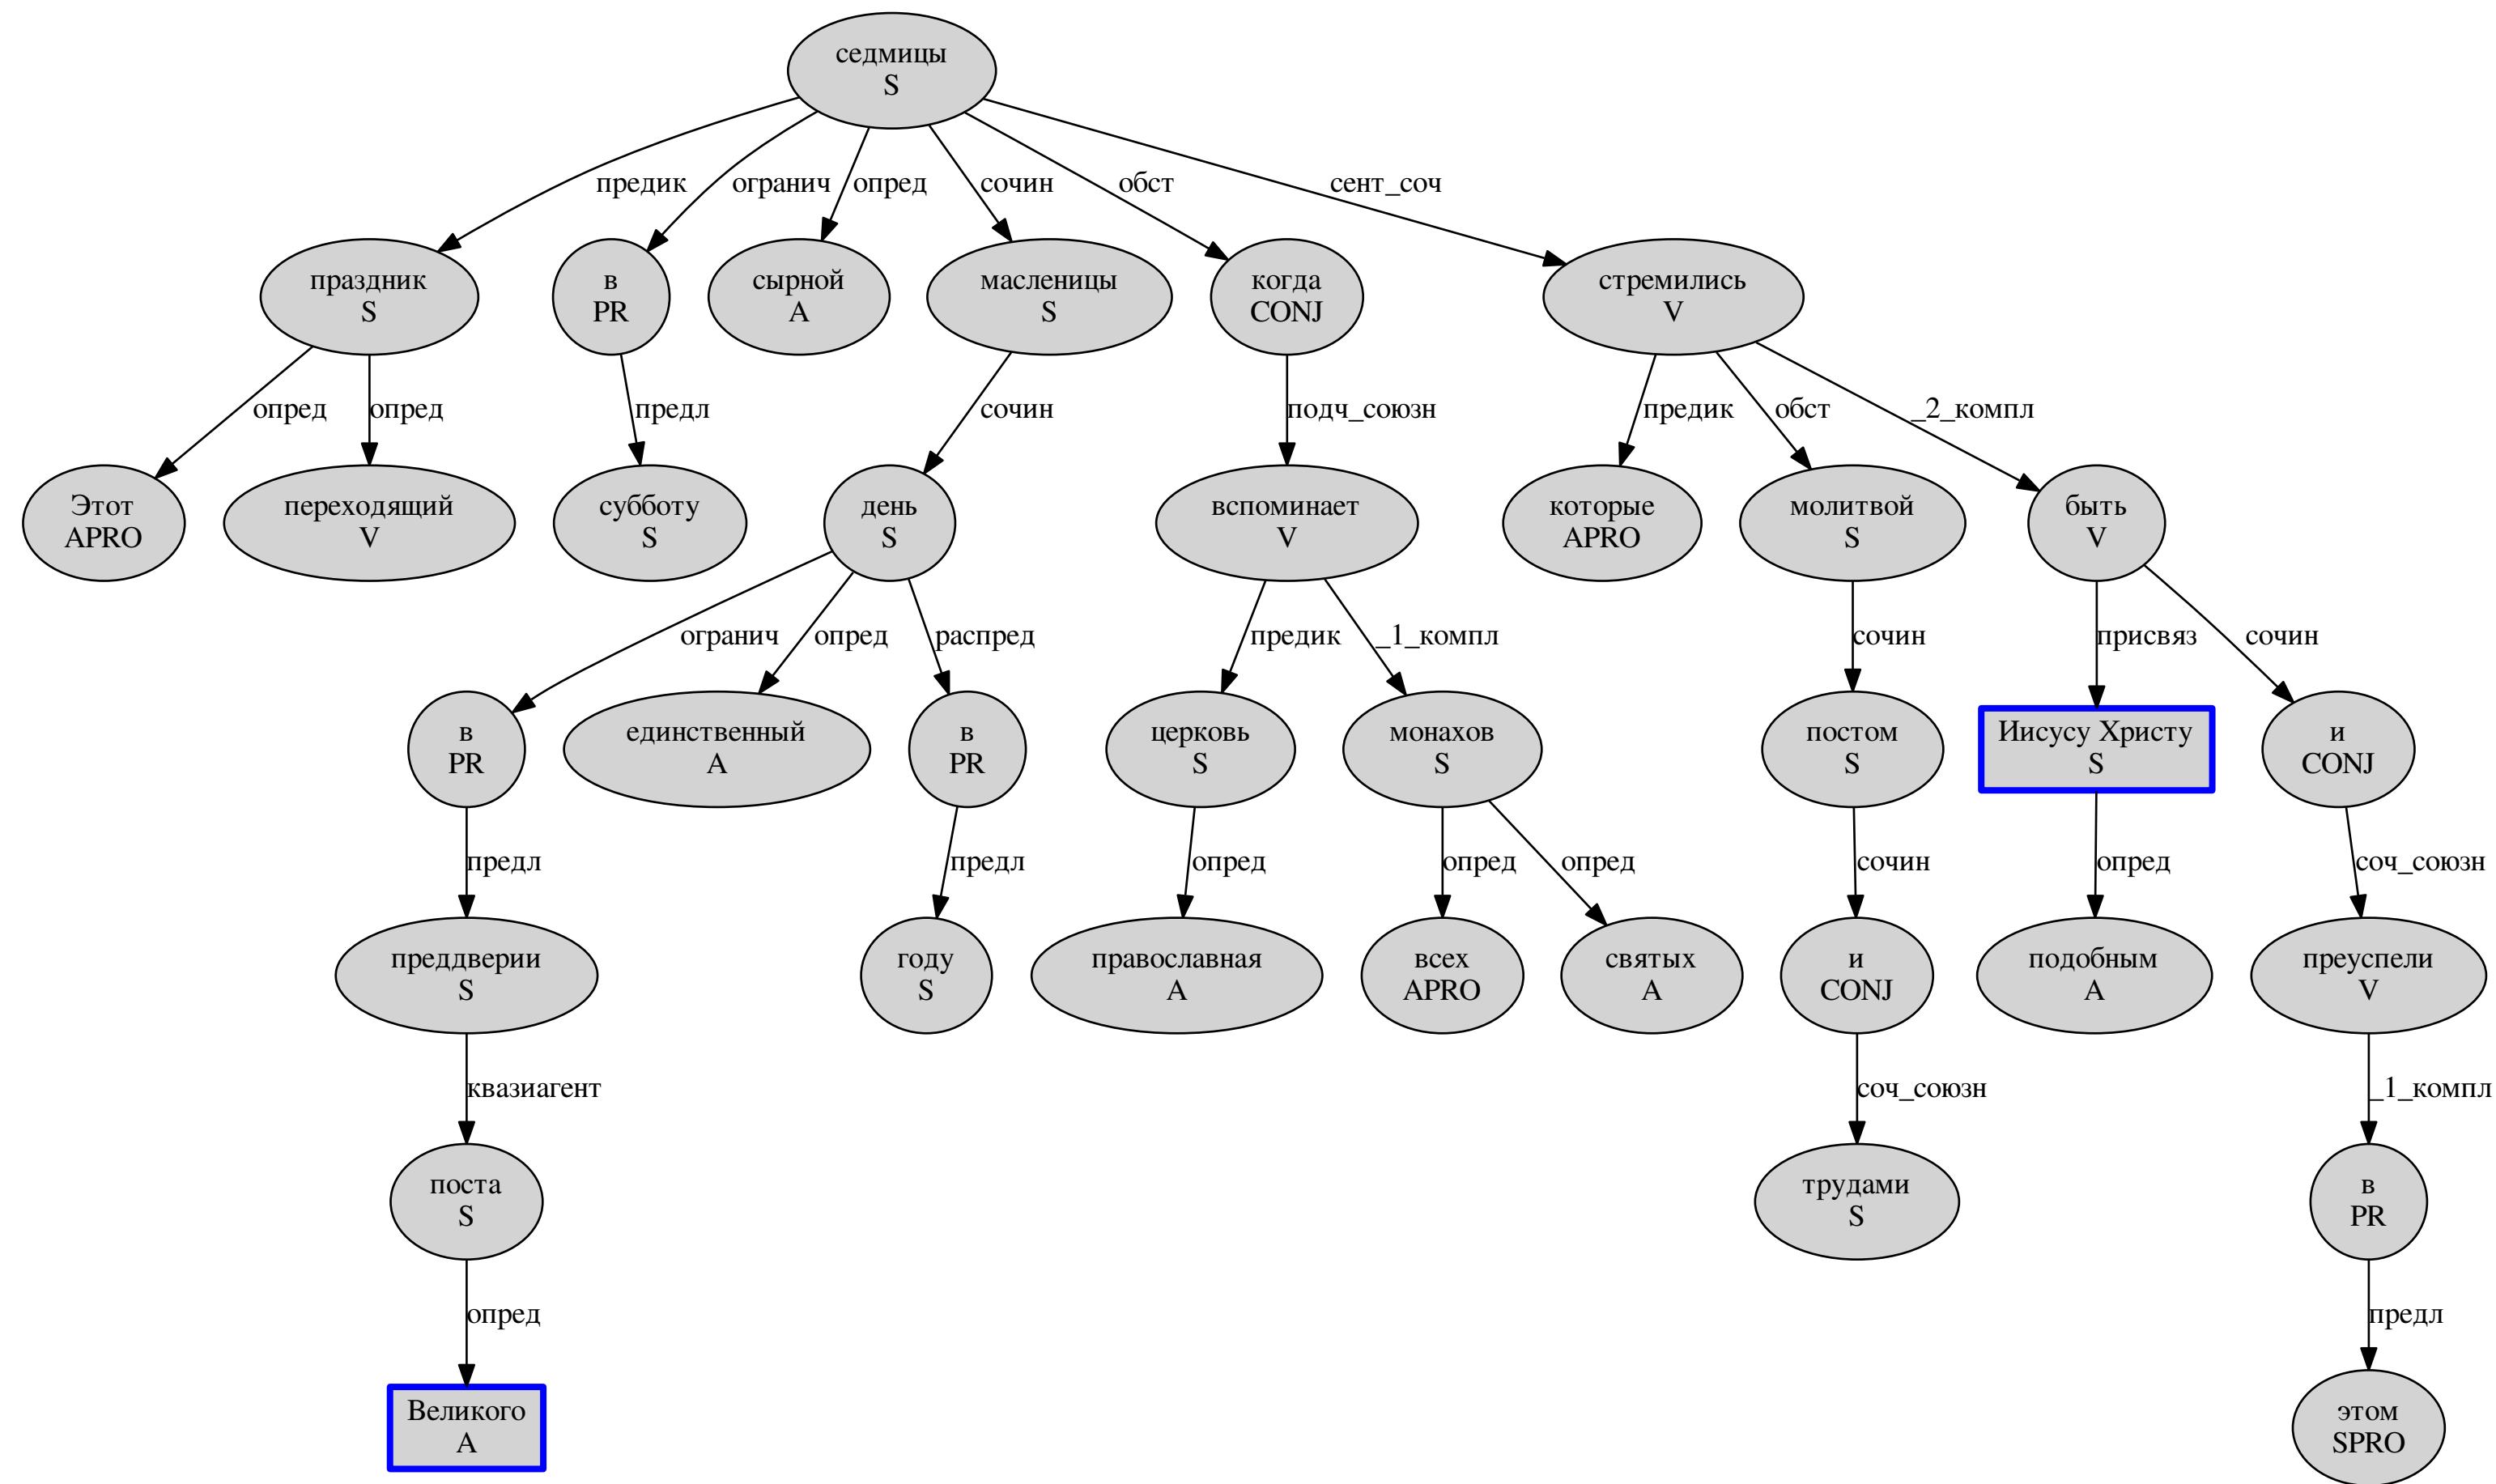 седмицы
S
предик
огранич
опред
сочин
обст
сент_соч
праздник
S
в
PR
сырной
A
масленицы
S
когда
CONJ
стремились
V
опред
опред
предл
сочин
подч_союзн
предик
обст
_2_компл
Этот
APRO
переходящий
V
субботу
S
день
S
вспоминает
V
которые
APRO
молитвой
S
быть
V
огранич
опред
распред
предик
_1_компл
сочин
присвяз
сочин
в
PR
единственный
A
в
PR
церковь
S
монахов
S
постом
S
Иисусу Христу
S
и
CONJ
предл
предл
опред
опред
опред
сочин
опред
соч_союзн
преддверии
S
году
S
православная
A
всех
APRO
святых
A
и
CONJ
подобным
A
преуспели
V
квазиагент
соч_союзн
_1_компл
поста
S
трудами
S
в
PR
опред
предл
Великого
A
этом
SPRO